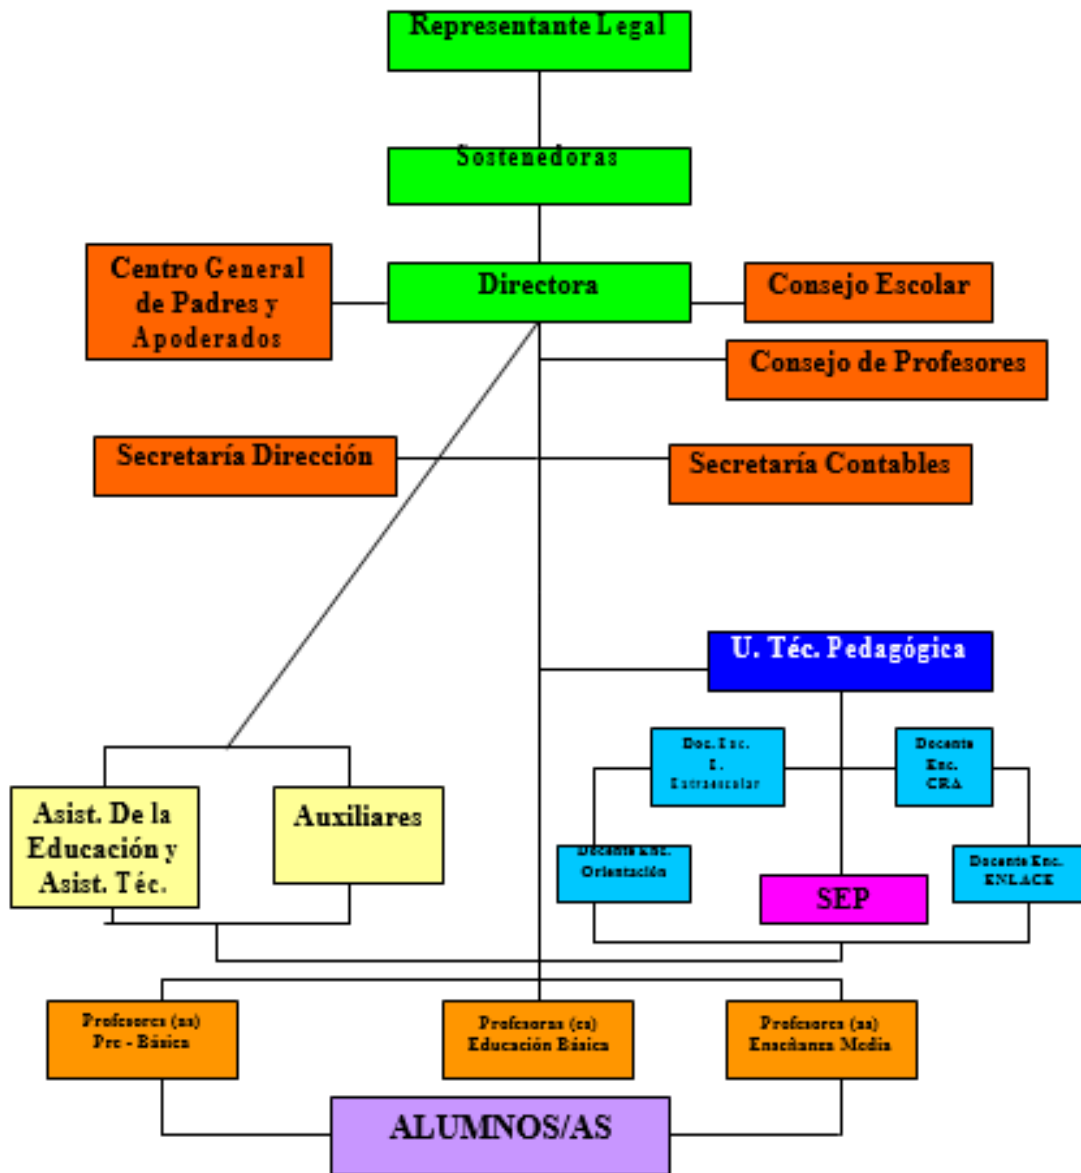 Representante Legal
Sostenedoras
Centro General
de Padres y
Apoderados
Directora
Consejo Escolar
Consejo de Profesores
Secretaría Dirección
Secretaría Contables
U. Téc. Pedagógica
Doc. Enc.
E.
Extraescolar
Docente
Enc.
CRA
Asist. De la
Educación y
Asist. Téc.
Auxiliares
Docente Enc.
Orientación
SEP
Docente Enc.
ENLACE
Profesores (as)
Pre - Básica
Profesoras (es)
Educación Básica
Profesores (as)
Enseñanza Media
ALUMNOS/AS